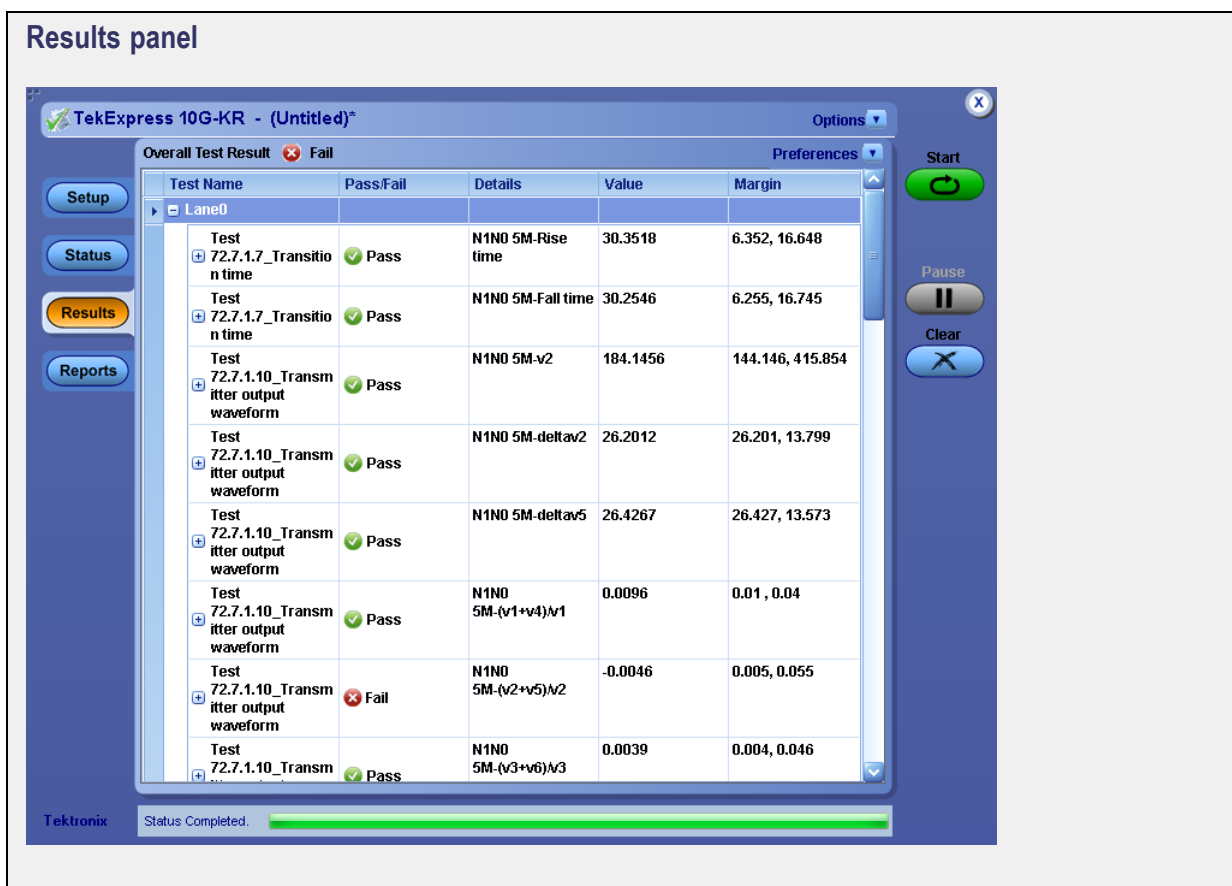 Results panel
X
TekExpress 10G-KR - (Untitled)*
Options
Overall Test Result Fail
Preferences
Start
Test Name Pass/Fail Details Value Margin
Setup
Lane0
Test
72.7.1.7_Transitio
n time
Pass
N1N0 5M-Rise
time
30.3518
6.352, 16.648
Status
Pause
Test
72.7.1.7_Transitio
n time
Pass
N1N0 5M-Fall time
30.2546
6.255, 16.745
Results
Clear
Test
72.7.1.10_Transm
itter output
waveform
Pass
N1N0 5M-v2
184.1456
144.146, 415.854
Reports
Test
72.7.1.10_Transm
itter output
waveform
Pass
N1N0 5M-deltav2
26.2012
26.201, 13.799
Test
72.7.1.10_Transm
itter output
waveform
Pass
N1N0 5M-deltav5
26.4267
26.427, 13.573
Test
72.7.1.10_Transm
itter output
waveform
Pass
N1N0
5M-(v1+v4)/v1
0.0096
0.01 , 0.04
Test
72.7.1.10_Transm
itter output
waveform
Fail
N1N0
5M-(v2+v5)/v2
-0.0046
0.005, 0.055
Test
72.7.1.10_Transm
Pass
N1N0
5M-(v3+v6)/v3
0.0039
0.004, 0.046
Tektronix
Status Completed.